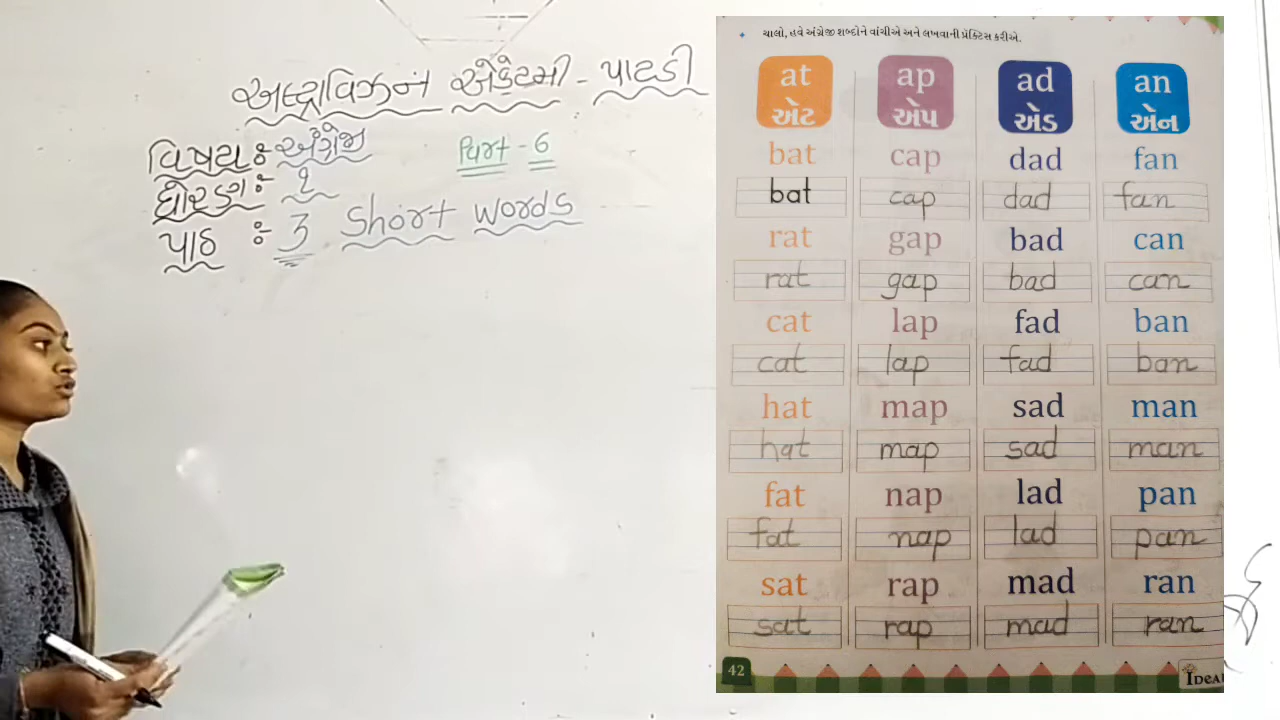 અલ્ટ્રાવિઝન એકેડેમી - પાટડી
વિષય : અંગ્રેજી
Part - 6
ધોરણ : ૧
પાઠ : 3 Short words
ચાલો, હવે અંગ્રેજી શબ્દોને વાંચીએ અને લખવાની પ્રૅક્ટિસ કરીએ.
at ap ad an
એટ એપ એડ એન
bat cap dad fan
bat cap dad fan
rat gap bad can
rat gap bad can
cat lap fad ban
cat lap fad ban
hat map sad man
hat map sad man
fat nap lad pan
fat nap lad pan
sat rap mad ran
sat rap mad ran
42
IDEAL